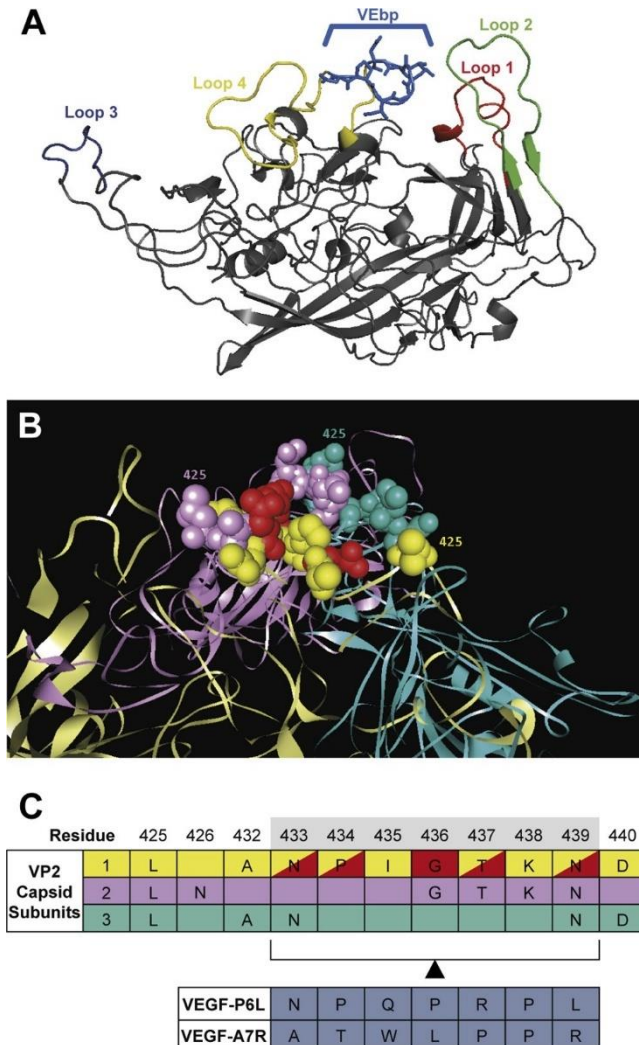 A
VEbp
Loop 2
Loop 4
Loop 1
Loop 3
B
425
425
425
C
Residue 425 426 432 433 434 435 436 437 438 439 440
VP2 Capsid Subunits
1 L A N P I G T K N D
2 L N G T K N
3 L A N N D
VEGF-P6L N P Q P R P L
VEGF-A7R A T W L P P R